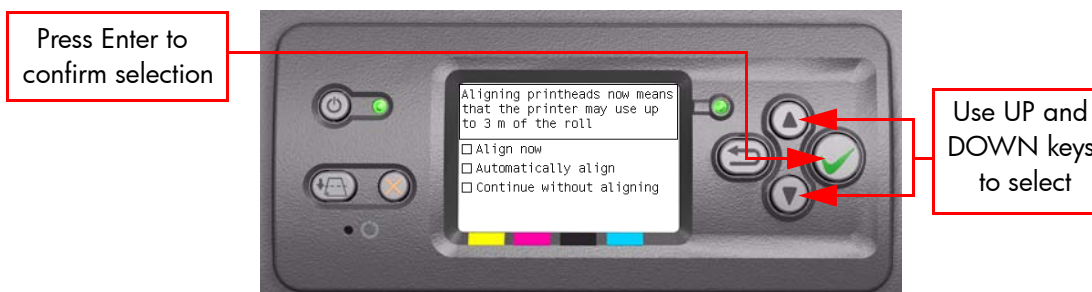 Press Enter to
confirm selection
Aligning printheads now means
that the printer may use up
to 3 m of the roll
Align now
Automatically align
Continue without aligning
Use UP and
DOWN keys
to select